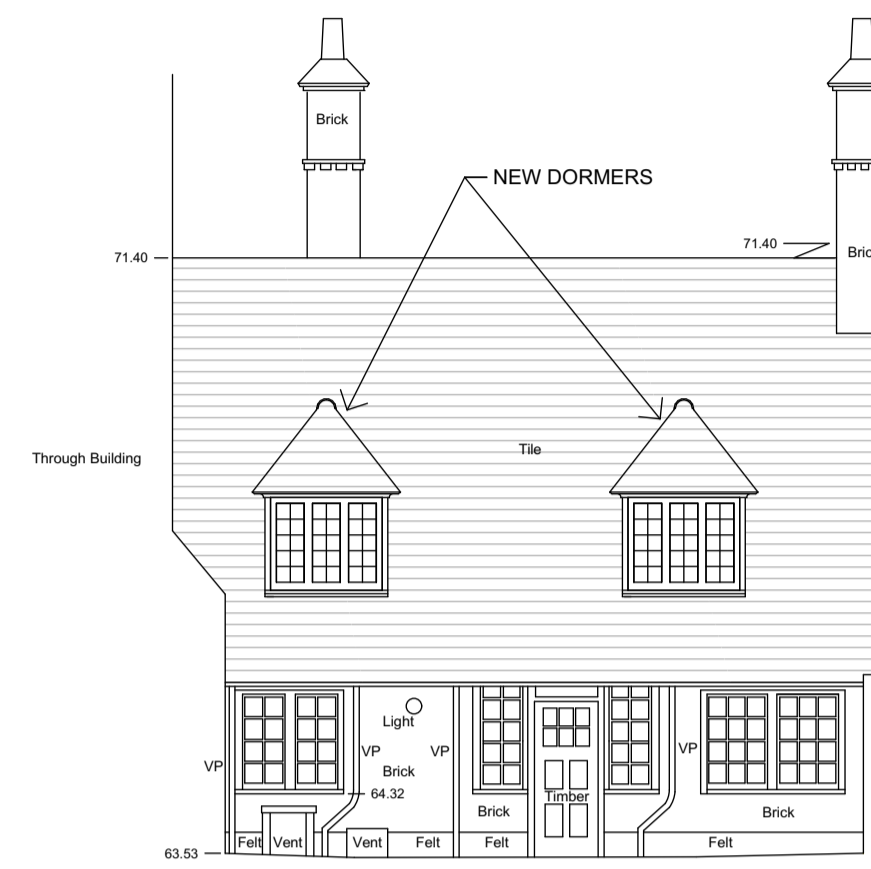 Brick
NEW DORMERS
71.40
71.40
Tile
Through Building
Light
VP
VP
VP
VP
Brick
64.32
Timber
Brick
Brick
Felt
Vent
Vent
Felt
Felt
Felt
63.53